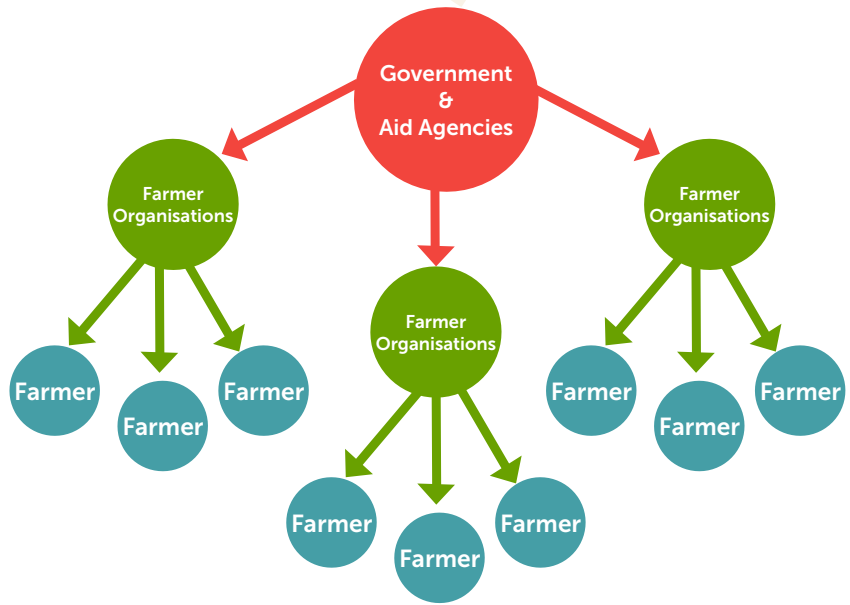 Government
&
Aid Agencies
Farmer
Organisations
Farmer
Organisations
Farmer
Organisations
Farmer
Farmer
Farmer
Farmer
Farmer
Farmer
Farmer
Farmer
Farmer